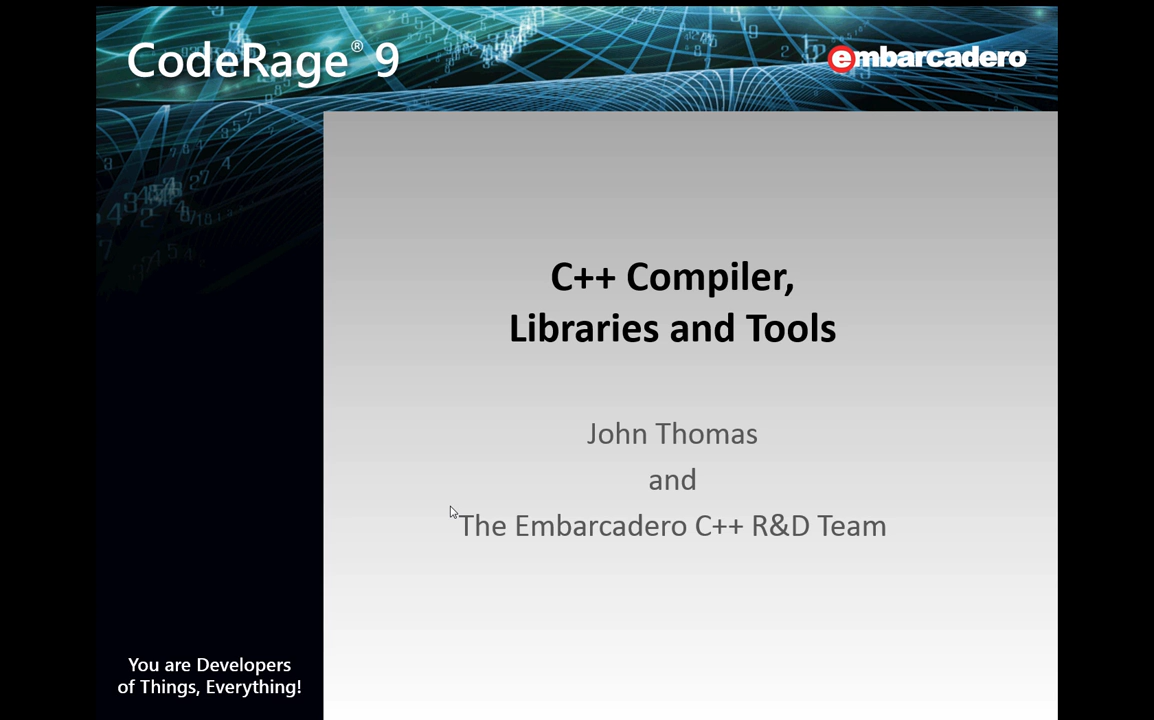 CodeRage® 9
embarcadero
C++ Compiler,
Libraries and Tools
John Thomas
and
The Embarcadero C++ R&D Team
You are Developers
of Things, Everything!